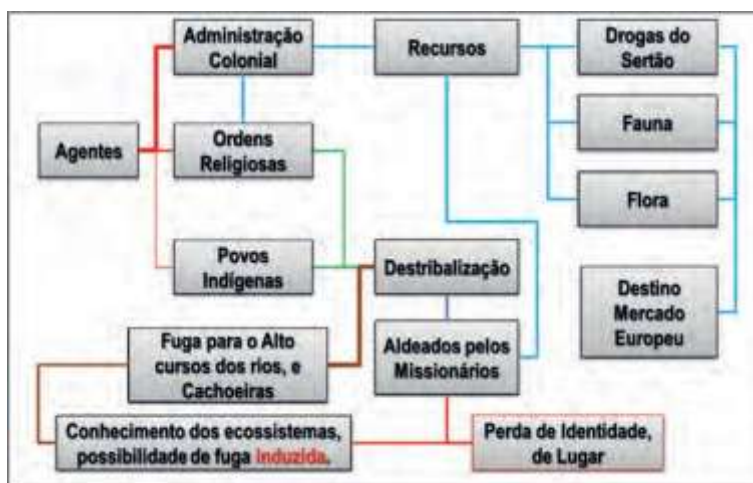 Administração
Colonial
Recursos
Drogas do
Sertão
Agentes
Ordens
Religiosas
Fauna
Flora
Povos
Indígenas
Destribalização
Destino
Mercado
Europeu
Fuga para o Alto
cursos dos rios, e
Cachoeiras
Aldeados pelos
Missionários
Conhecimento dos ecossistemas,
possibilidade de fuga induzida.
Perda de Identidade,
de Lugar